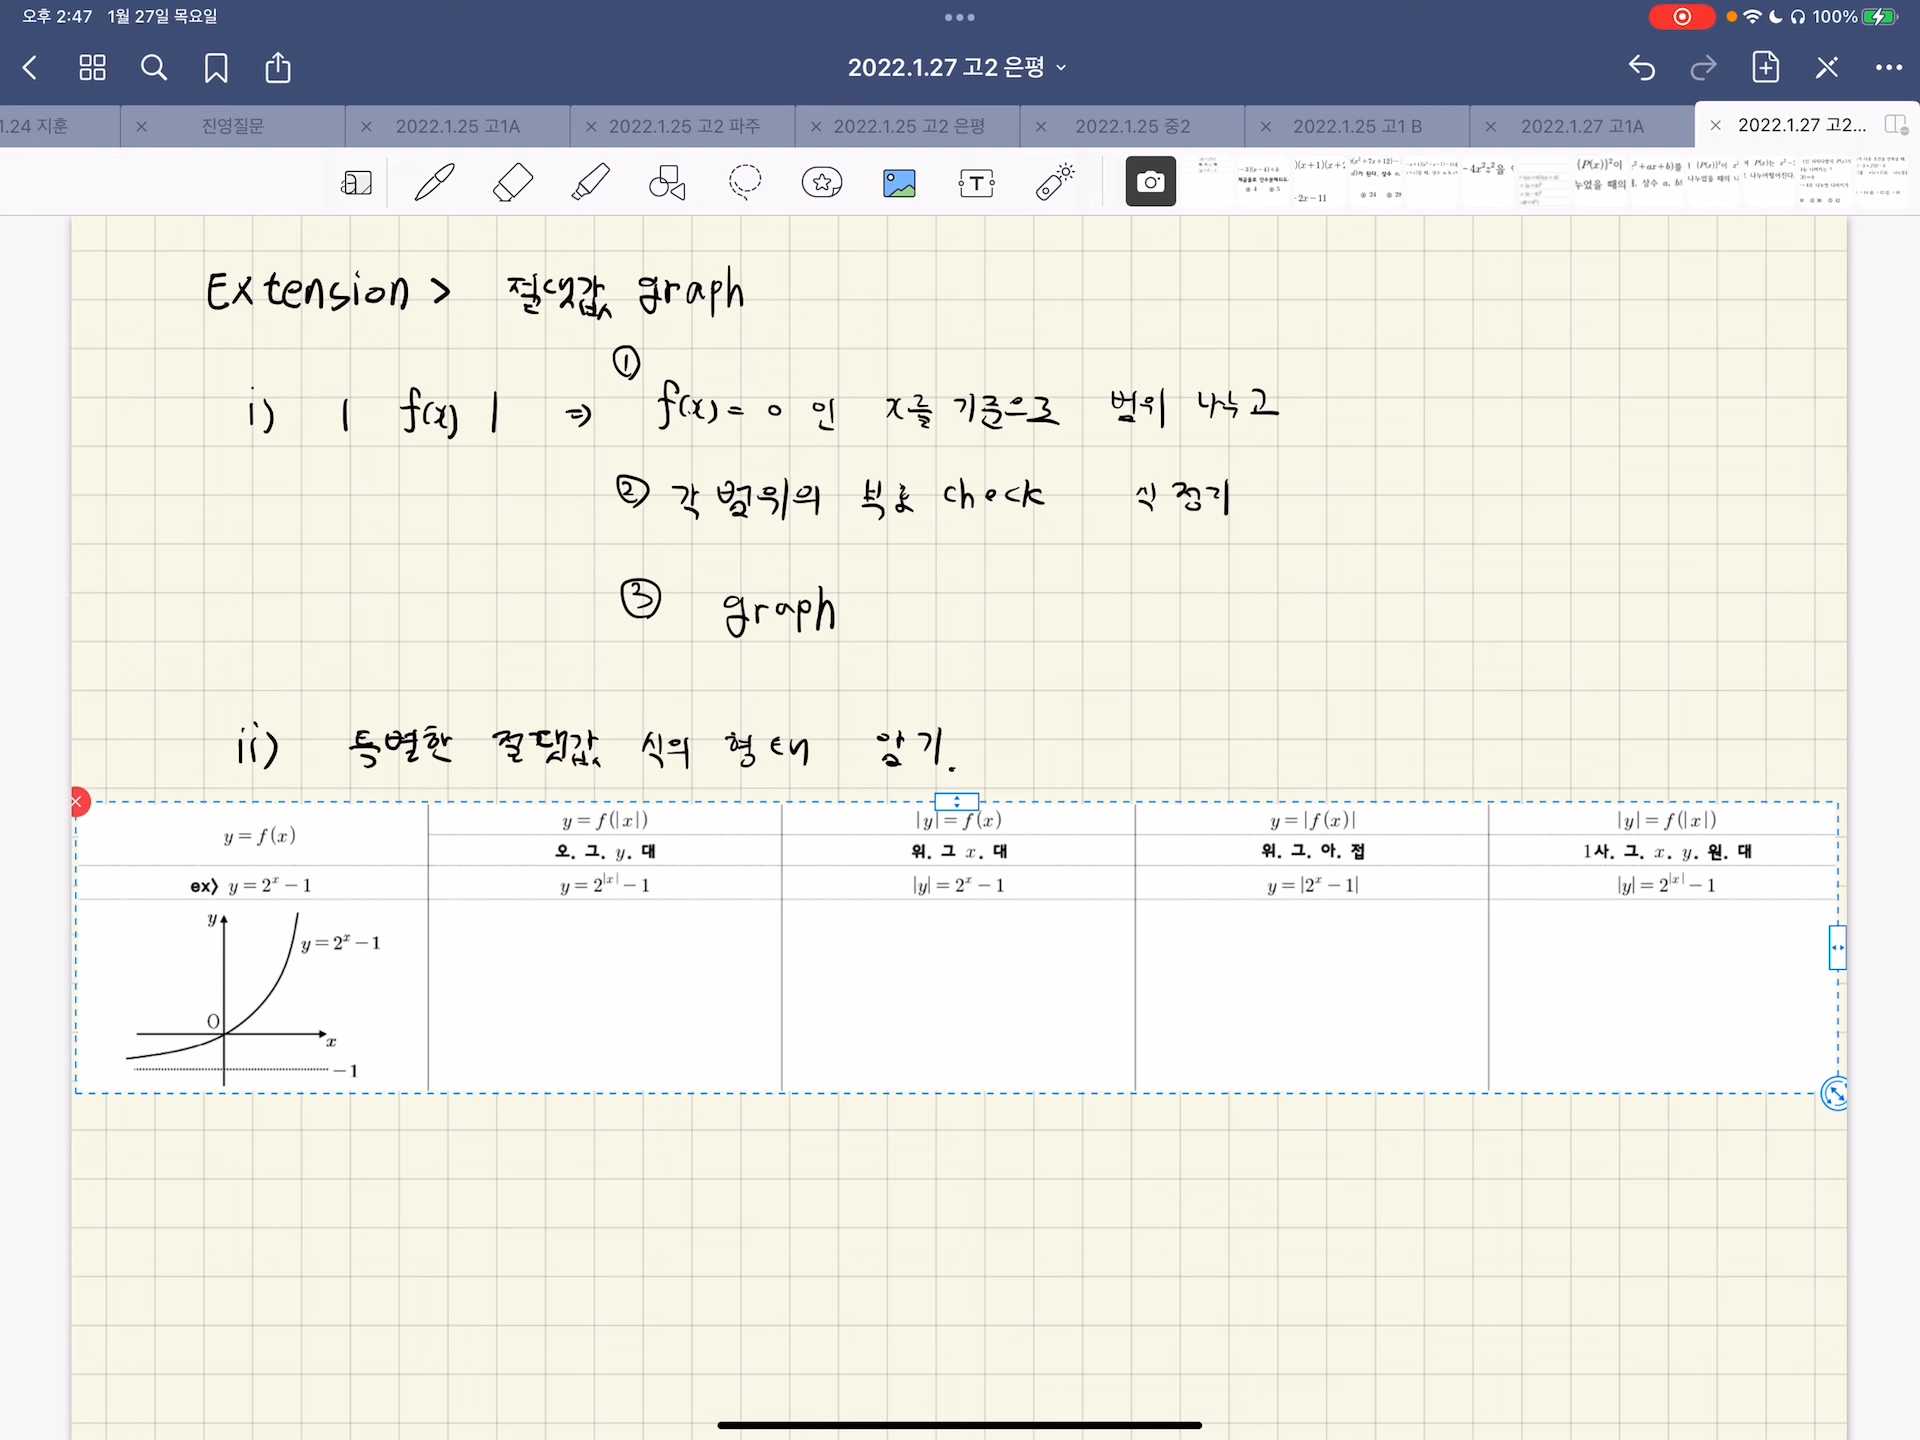 오후 2:47 1월 27일 목요일
100%
2022.1.27 고2 은평
1.24 지훈
진영질문
2022.1.25 고1A
2022.1.25 고2 파주
2022.1.25 고2 은평
2022.1.25 중2
2022.1.25 고1 B
2022.1.27 고1A
2022.1.27 고2...
Extension > 절댓값 graph
i) | f(x) | ⇒ ① f(x) = 0 인 x를 기준으로 범위 나누고
② 각 범위의 부호 check 식 정리
③ graph
ii) 특별한 절댓값 식의 형태 암기.
y = f(x) y = f(|x|) |y| = f(x) y = |f(x)| |y| = f(|x|)
오. 그. y. 대 위. 그 x. 대 위. 그. 아. 접 1사. 그. x. y. 원. 대
ex) y = 2^x − 1 y = 2^|x| − 1 |y| = 2^x − 1 y = |2^x − 1| |y| = 2^|x| − 1
y
y = 2^x − 1
O
x
−1